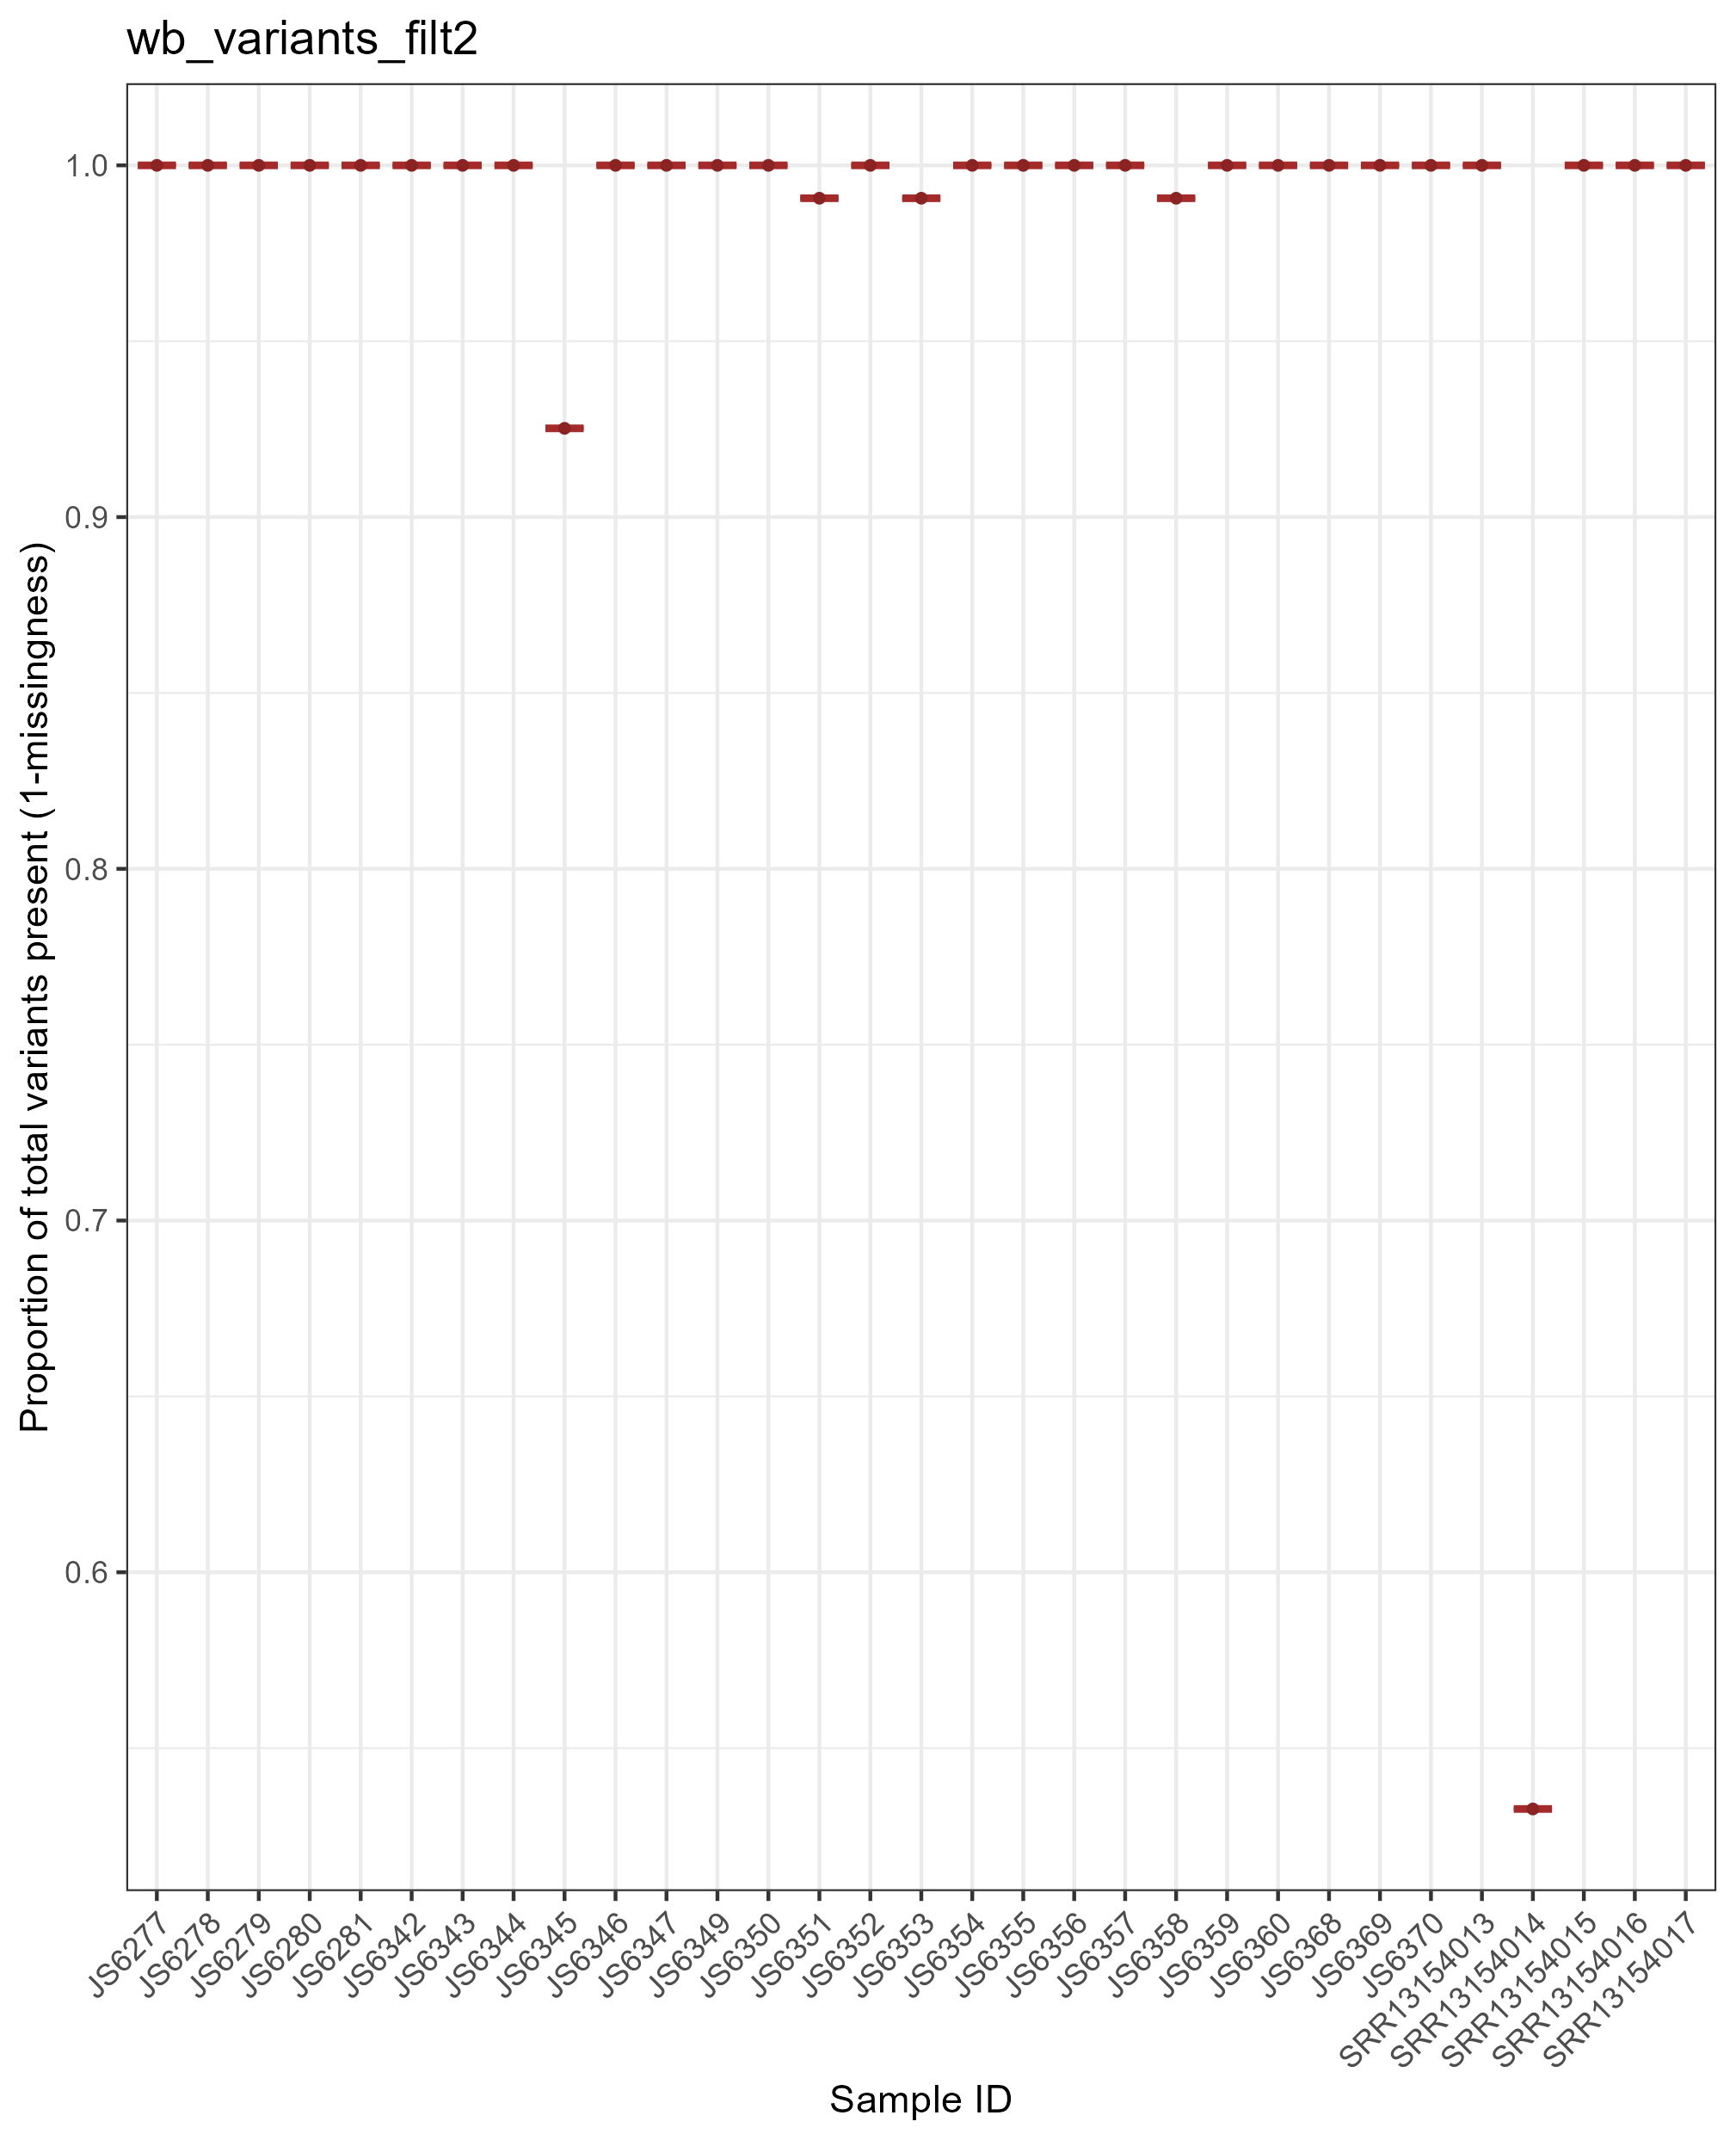 wb_variants_filt2
Proportion of total variants present (1-missingness)
1.0
0.9
0.8
0.7
0.6
JS6277
JS6278
JS6279
JS6280
JS6281
JS6342
JS6343
JS6344
JS6345
JS6346
JS6347
JS6349
JS6350
JS6351
JS6352
JS6353
JS6354
JS6355
JS6356
JS6357
JS6358
JS6359
JS6360
JS6368
JS6369
JS6370
SRR13154013
SRR13154014
SRR13154015
SRR13154016
SRR13154017
Sample ID